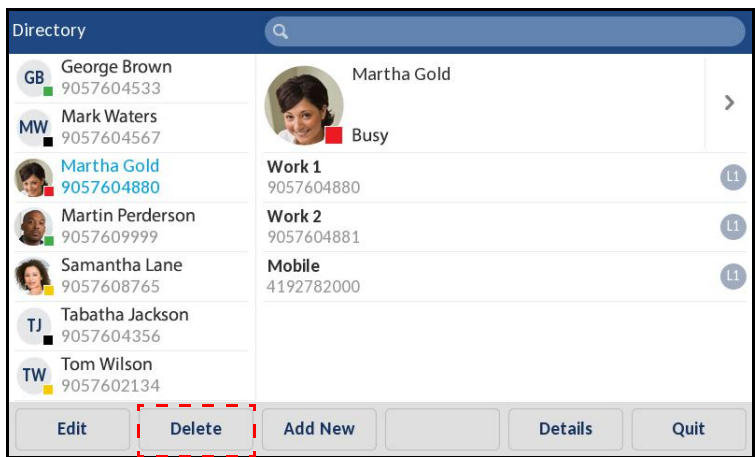 Directory
GB
George Brown
9057604533
MW
Mark Waters
9057604567
Martha Gold
9057604880
Martin Perderson
9057609999
Samantha Lane
9057608765
TJ
Tabatha Jackson
9057604356
TW
Tom Wilson
9057602134
Martha Gold
Busy
Work 1
9057604880
L1
Work 2
9057604881
L1
Mobile
4192782000
L1
Edit
Delete
Add New
Details
Quit